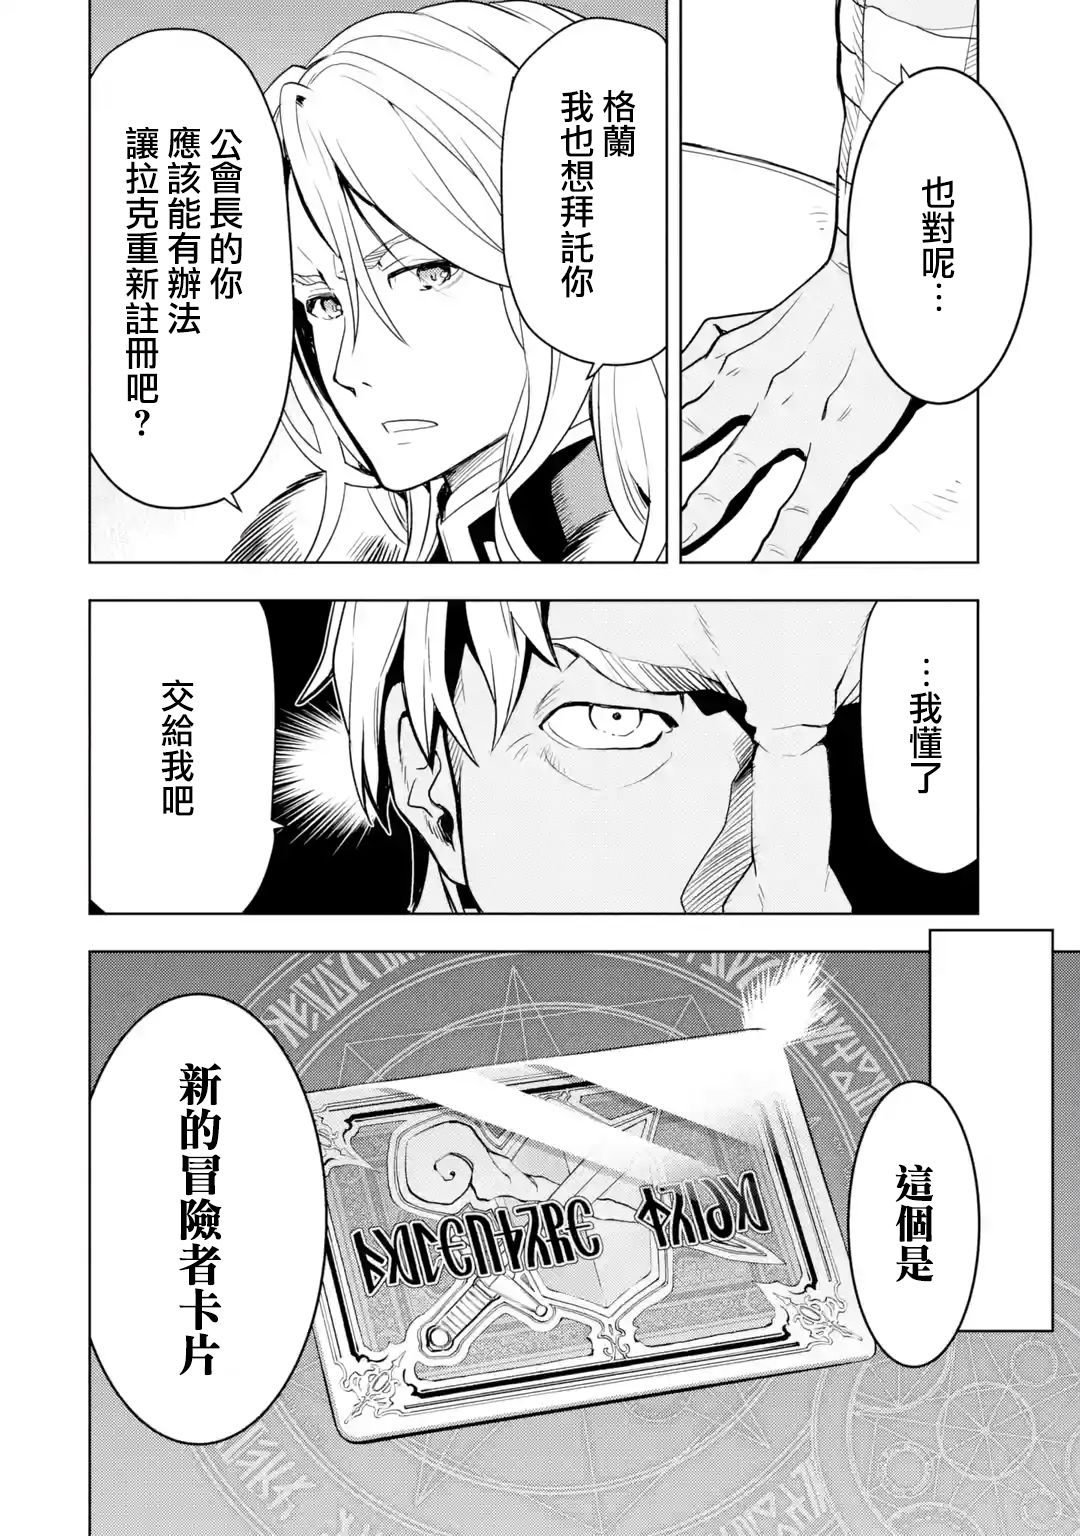 也對呢…
格蘭
我也想拜託你
公會長的你
應該能有辦法
讓拉克重新註冊吧？
…我懂了
交給我吧
這個是
新的冒險者卡片